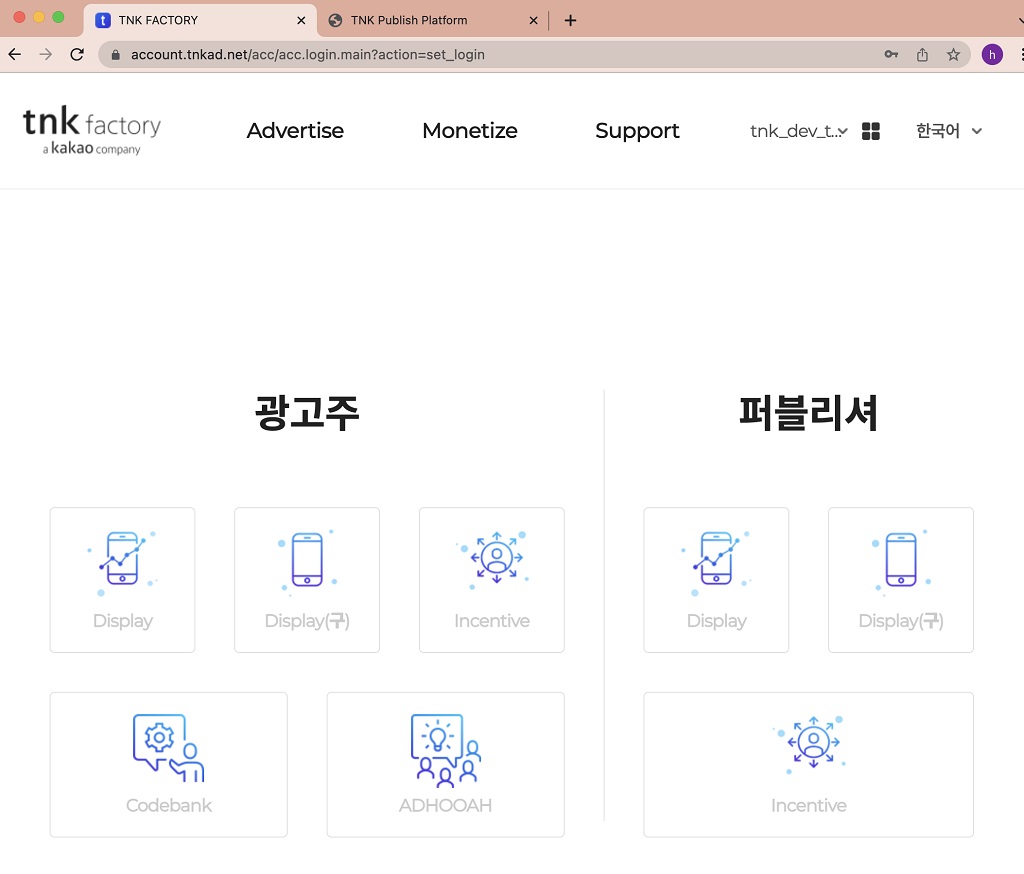 TNK FACTORY
TNK Publish Platform
account.tnkad.net/acc/acc.login.main?action=set_login
h
tnk factory
a kakao company
Advertise
Monetize
Support
tnk_dev_t...
한국어
광고주
퍼블리셔
Display
Display(구)
Incentive
Display
Display(구)
Codebank
ADHOOAH
Incentive